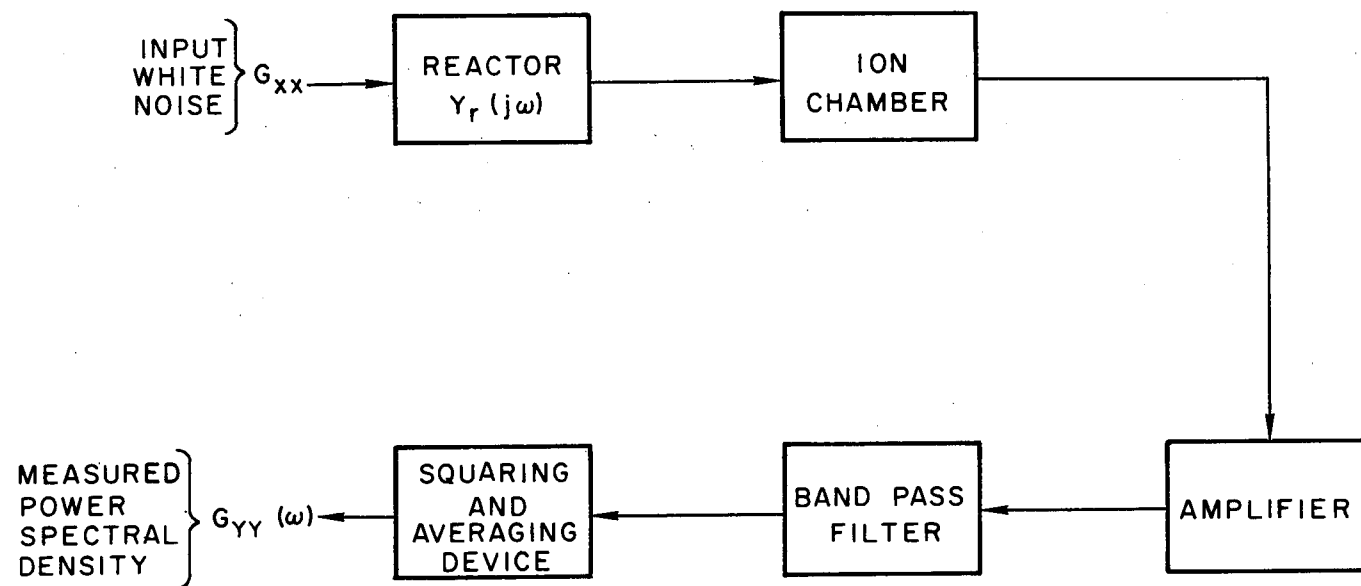 INPUT
WHITE
NOISE
G_xx
REACTOR
Y_r (jω)
ION
CHAMBER
MEASURED
POWER
SPECTRAL
DENSITY
G_YY (ω)
SQUARING
AND
AVERAGING
DEVICE
BAND PASS
FILTER
AMPLIFIER